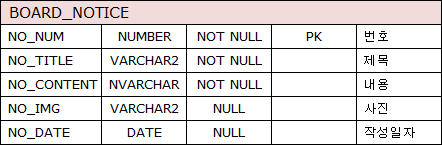 BOARD_NOTICE
NO_NUM NUMBER NOT NULL PK 번호
NO_TITLE VARCHAR2 NOT NULL 제목
NO_CONTENT NVARCHAR NOT NULL 내용
NO_IMG VARCHAR2 NULL 사진
NO_DATE DATE NULL 작성일자